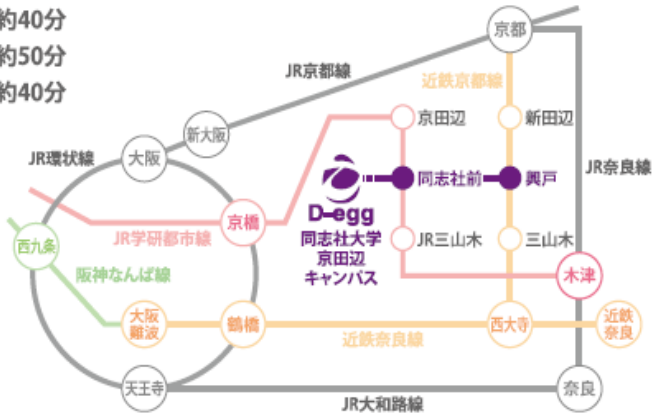 約40分
約50分
約40分
京都
JR京都線
近鉄京都線
京田辺
新田辺
新大阪
JR環状線
大阪
JR奈良線
同志社前
興戸
D-egg
同志社大学
京田辺
キャンパス
京橋
JR学研都市線
JR三山木
三山木
西九条
阪神なんば線
木津
大阪
難波
鶴橋
近鉄奈良線
西大寺
近鉄
奈良
天王寺
JR大和路線
奈良